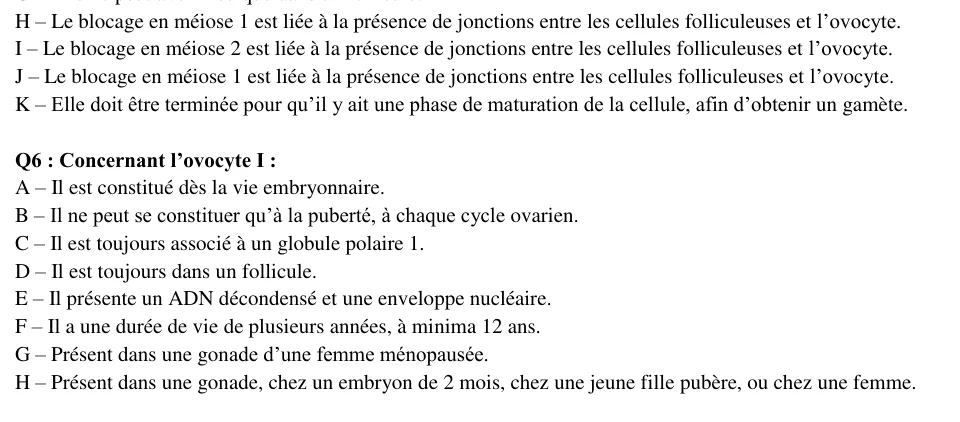 H – Le blocage en méiose 1 est liée à la présence de jonctions entre les cellules folliculeuses et l’ovocyte.
I – Le blocage en méiose 2 est liée à la présence de jonctions entre les cellules folliculeuses et l’ovocyte.
J – Le blocage en méiose 1 est liée à la présence de jonctions entre les cellules folliculeuses et l’ovocyte.
K – Elle doit être terminée pour qu’il y ait une phase de maturation de la cellule, afin d’obtenir un gamète.
Q6 : Concernant l’ovocyte I :
A – Il est constitué dès la vie embryonnaire.
B – Il ne peut se constituer qu’à la puberté, à chaque cycle ovarien.
C – Il est toujours associé à un globule polaire 1.
D – Il est toujours dans un follicule.
E – Il présente un ADN décondensé et une enveloppe nucléaire.
F – Il a une durée de vie de plusieurs années, à minima 12 ans.
G – Présent dans une gonade d’une femme ménopausée.
H – Présent dans une gonade, chez un embryon de 2 mois, chez une jeune fille pubère, ou chez une femme.